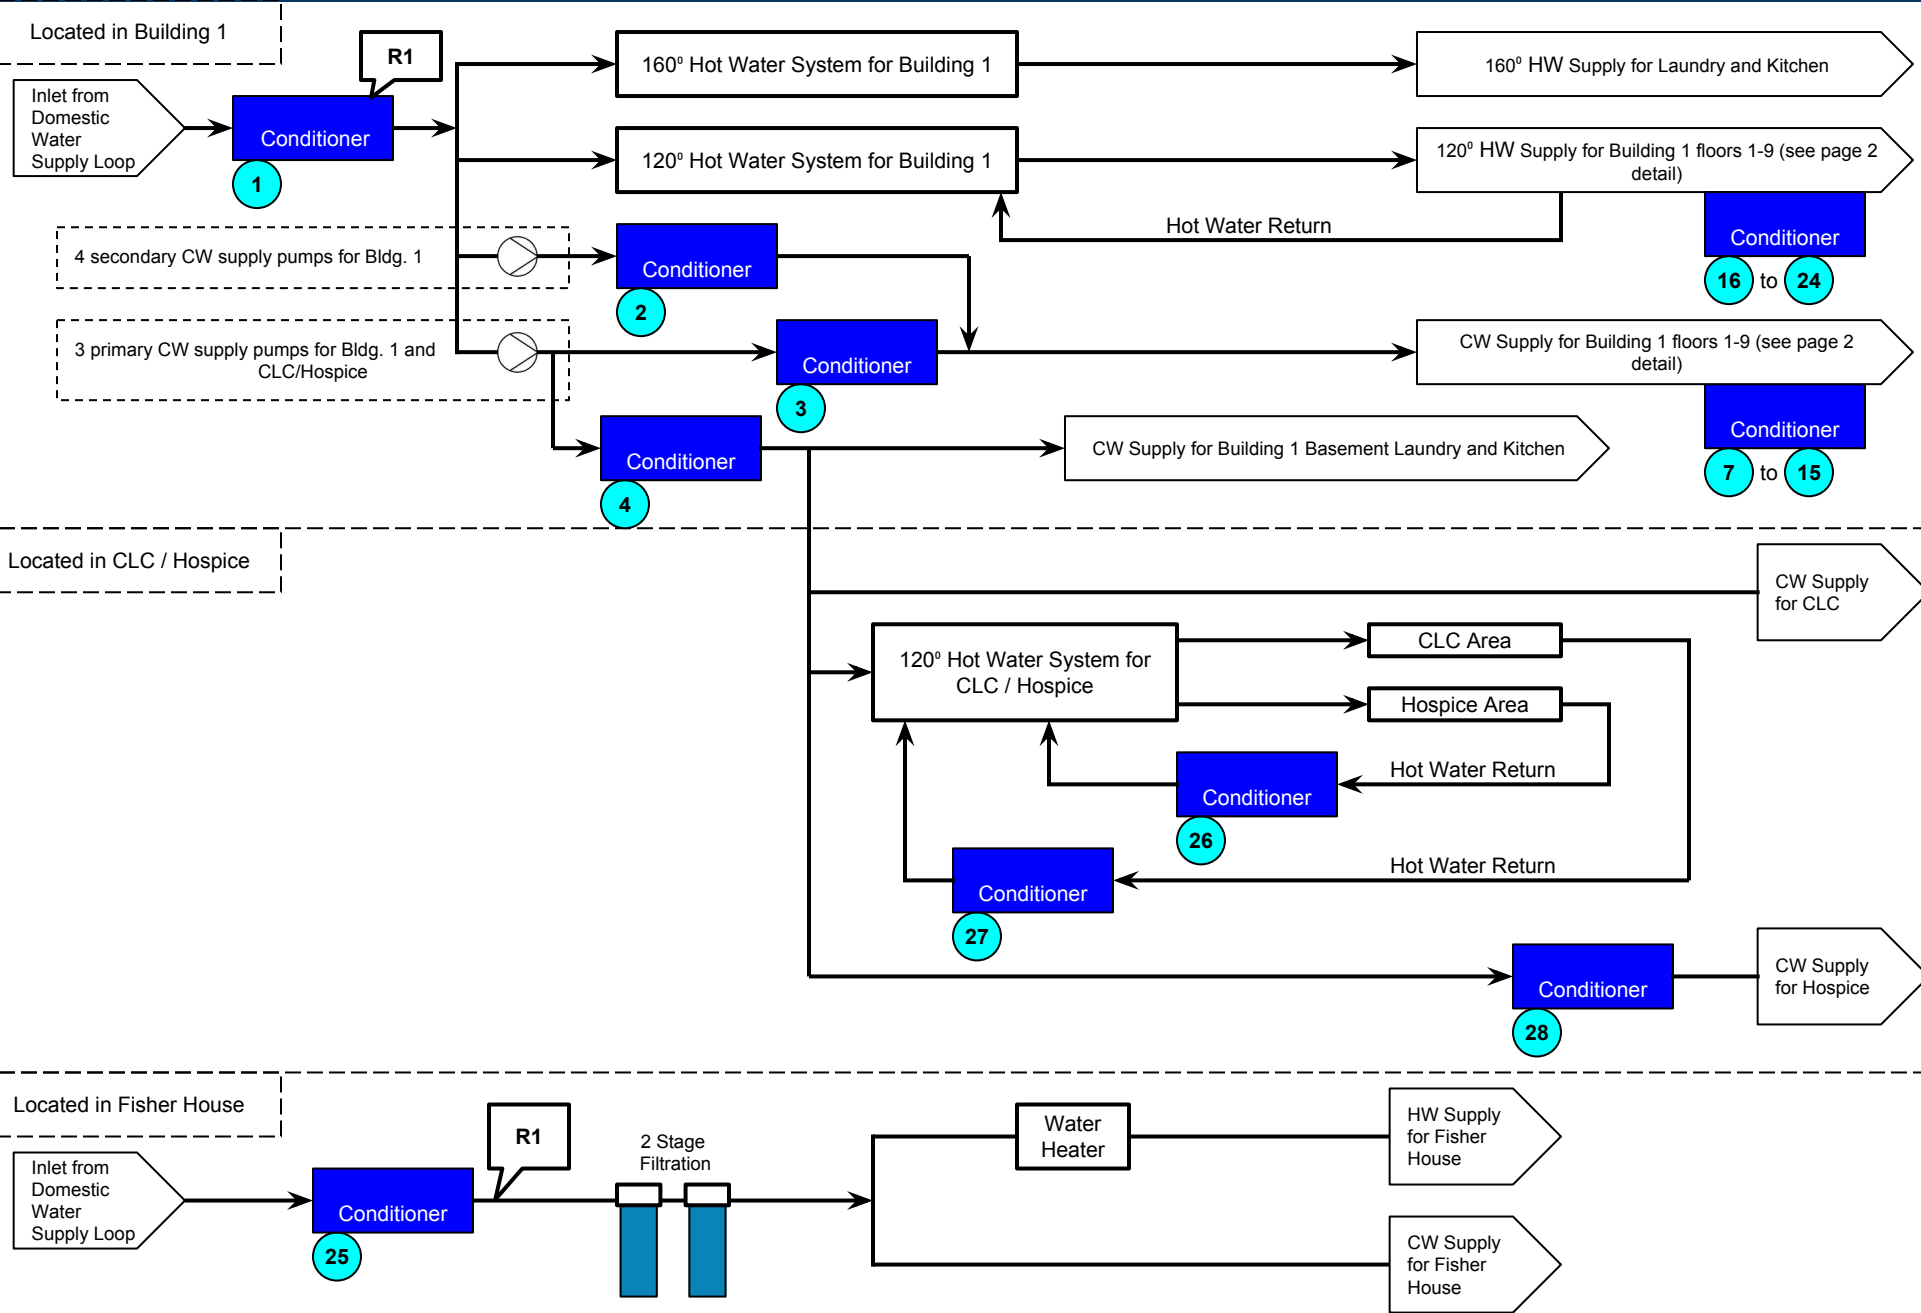 Located in Building 1
R1
Inlet from
Domestic
Water
Supply Loop
Conditioner
1
160⁰ Hot Water System for Building 1
160⁰ HW Supply for Laundry and Kitchen
120⁰ Hot Water System for Building 1
120⁰ HW Supply for Building 1 floors 1-9 (see page 2
detail)
Hot Water Return
Conditioner
16 to 24
4 secondary CW supply pumps for Bldg. 1
Conditioner
2
3 primary CW supply pumps for Bldg. 1 and
CLC/Hospice
Conditioner
3
CW Supply for Building 1 floors 1-9 (see page 2
detail)
Conditioner
7 to 15
Conditioner
4
CW Supply for Building 1 Basement Laundry and Kitchen
Located in CLC / Hospice
CW Supply
for CLC
120⁰ Hot Water System for
CLC / Hospice
CLC Area
Hospice Area
Hot Water Return
Conditioner
26
Hot Water Return
Conditioner
27
Conditioner
28
CW Supply
for Hospice
Located in Fisher House
Inlet from
Domestic
Water
Supply Loop
Conditioner
25
R1
2 Stage
Filtration
Water
Heater
HW Supply
for Fisher
House
CW Supply
for Fisher
House